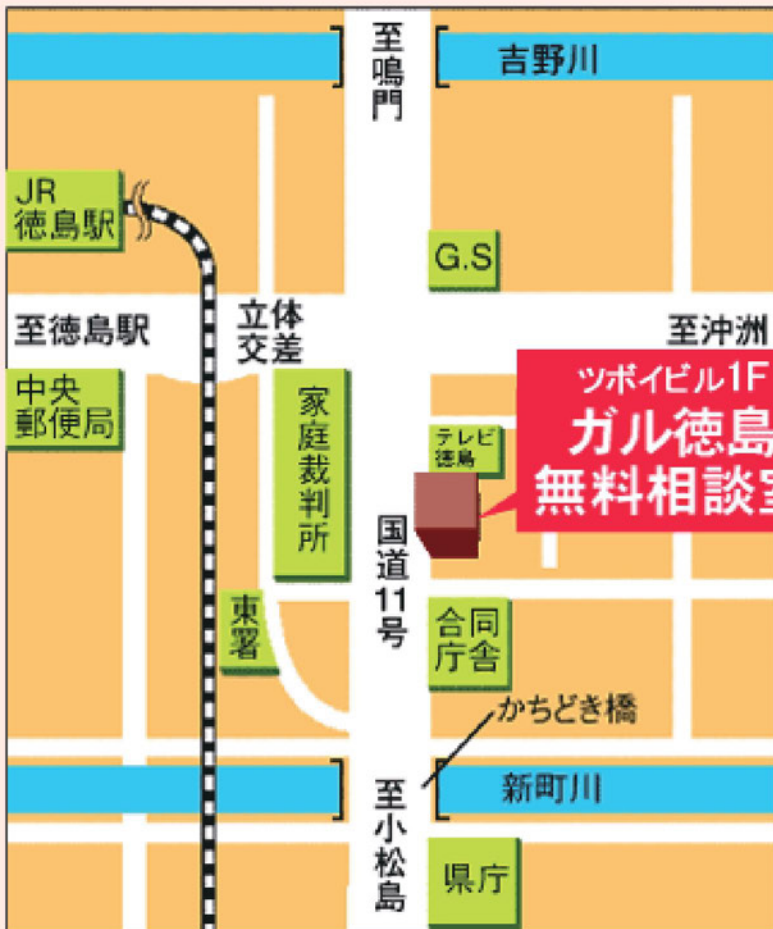 至鳴門
吉野川
JR
徳島駅
G.S
至徳島駅
立体
交差
至沖洲
中央
郵便局
家庭裁判所
テレビ
徳島
ツボイビル1F
ガル徳島
無料相談室
国道11号
東署
合同
庁舎
かちどき橋
新町川
至小松島
県庁